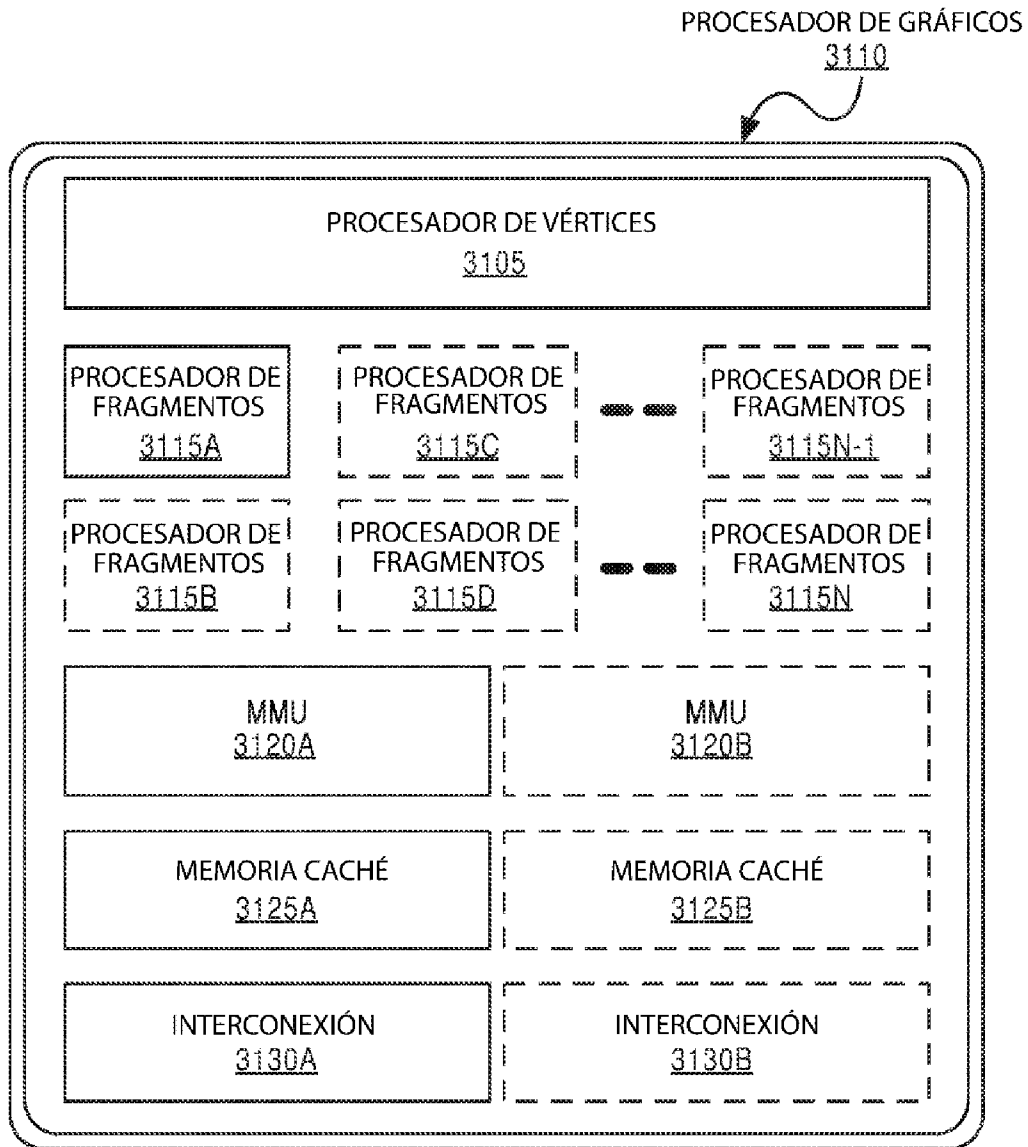 PROCESADOR DE GRÁFICOS
3110
PROCESADOR DE VÉRTICES
3105
PROCESADOR DE
FRAGMENTOS
3115A
PROCESADOR DE
FRAGMENTOS
3115C
PROCESADOR DE
FRAGMENTOS
3115N-1
PROCESADOR DE
FRAGMENTOS
3115B
PROCESADOR DE
FRAGMENTOS
3115D
PROCESADOR DE
FRAGMENTOS
3115N
MMU
3120A
MMU
3120B
MEMORIA CACHÉ
3125A
MEMORIA CACHÉ
3125B
INTERCONEXIÓN
3130A
INTERCONEXIÓN
3130B